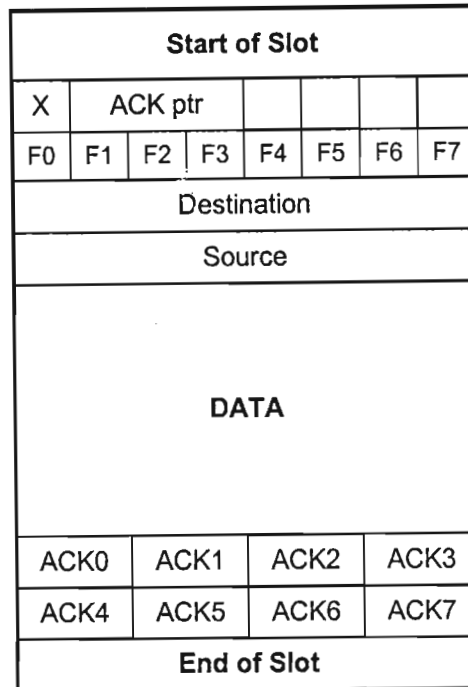 Start of Slot
X ACK ptr
F0 F1 F2 F3 F4 F5 F6 F7
Destination
Source
DATA
ACK0 ACK1 ACK2 ACK3
ACK4 ACK5 ACK6 ACK7
End of Slot